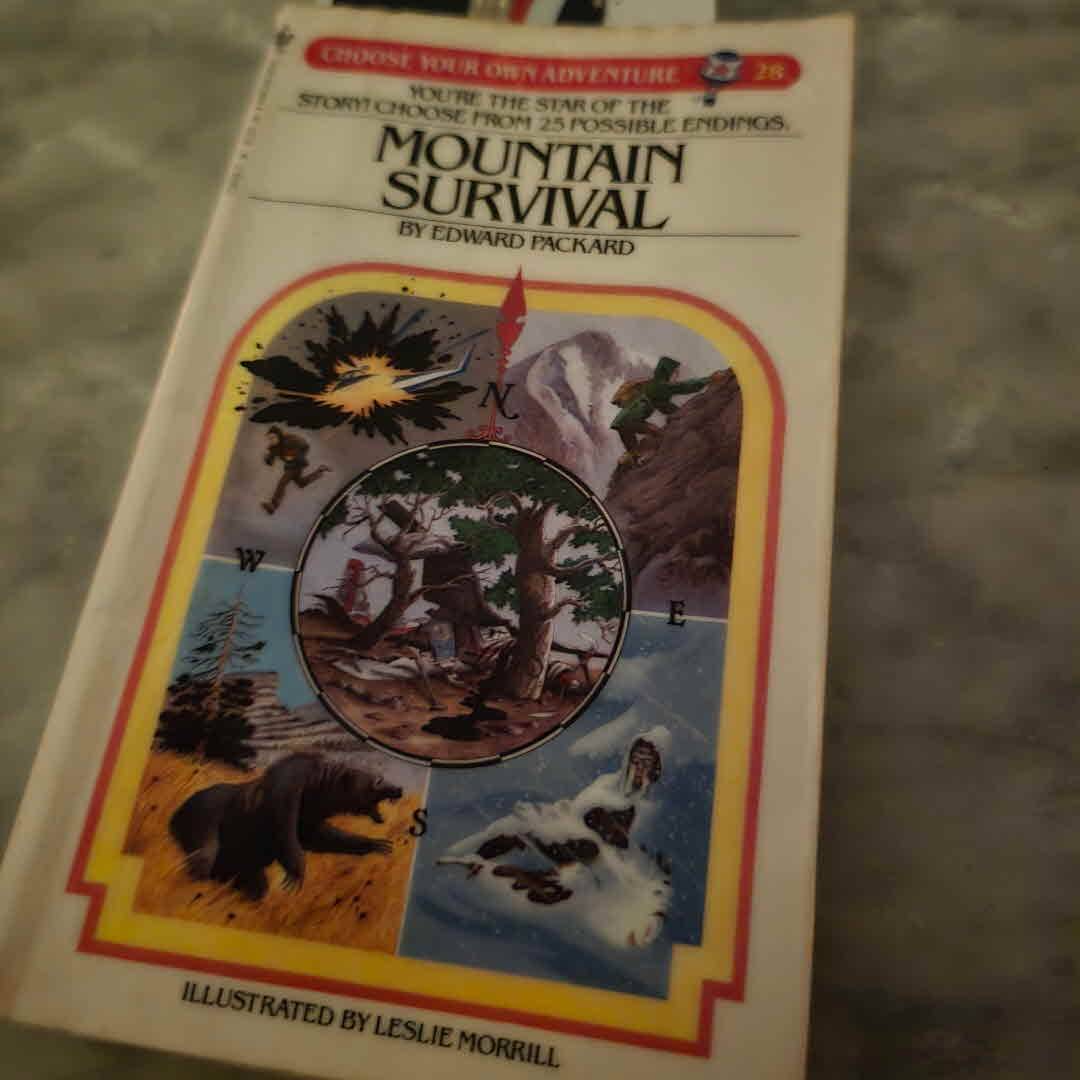 CHOOSE YOUR OWN ADVENTURE 28
YOU'RE THE STAR OF THE
STORY! CHOOSE FROM 25 POSSIBLE ENDINGS.
MOUNTAIN
SURVIVAL
BY EDWARD PACKARD
N
W
E
S
ILLUSTRATED BY LESLIE MORRILL